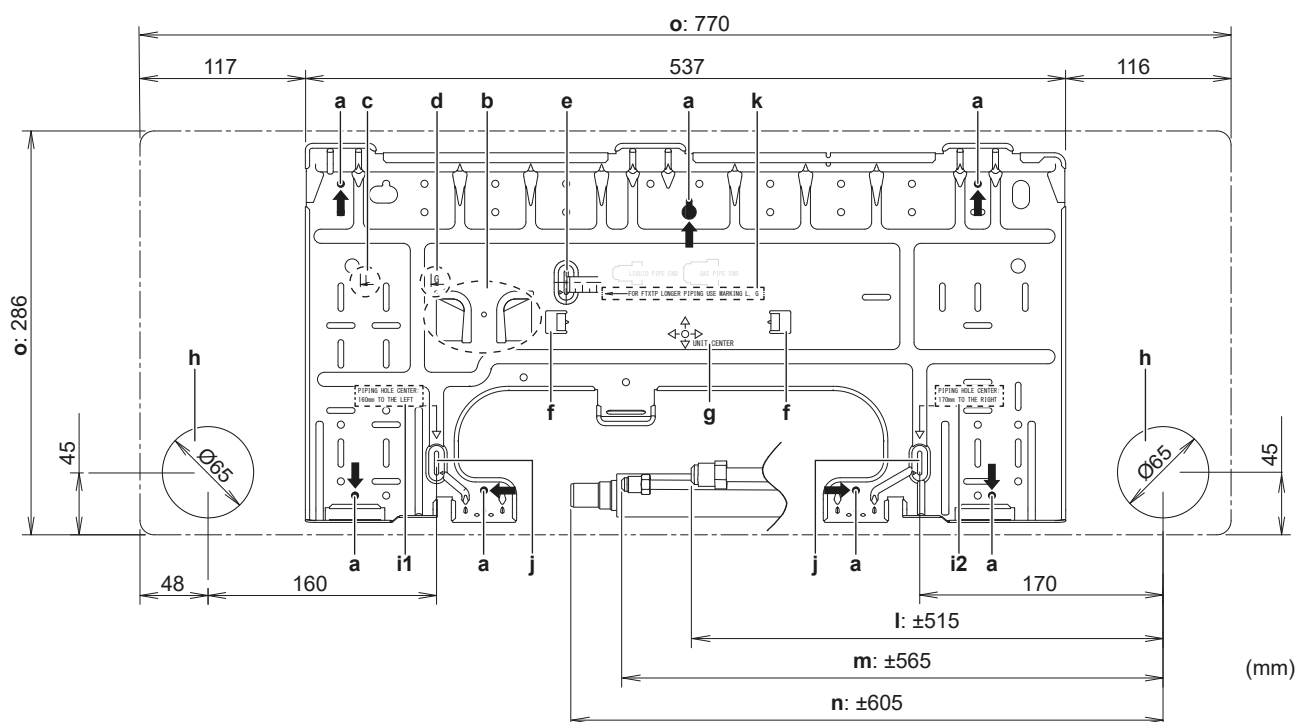 o: 770
117
537
116
a
c
d
b
e
a
k
a
o: 286
L
G
LIQUID PIPE END
GAS PIPE END
FOR FTXTP LONGER PIPING USE MARKING L, G
UNIT CENTER
h
f
g
f
h
PIPING HOLE CENTER:
160mm TO THE LEFT
PIPING HOLE CENTER:
170mm TO THE RIGHT
45
Ø65
Ø65
45
a
i1
a
j
j
a
i2
a
48
160
170
l: ±515
m: ±565
(mm)
n: ±605